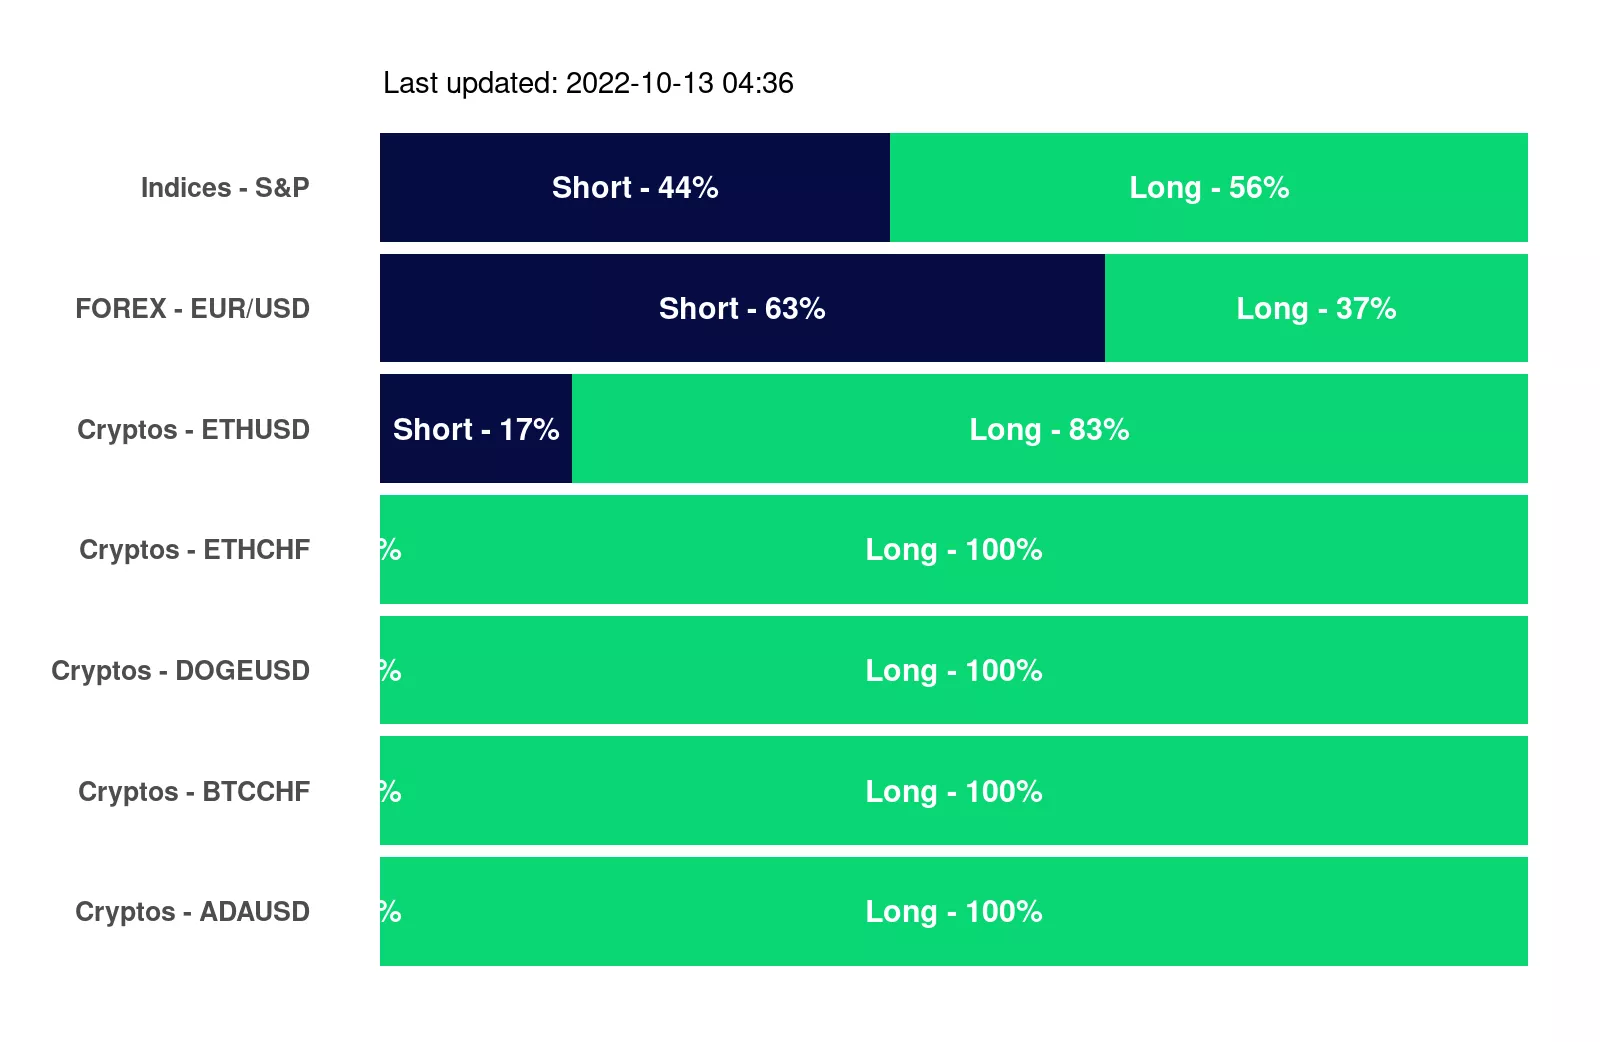 Last updated: 2022-10-13 04:36
Indices - S&P Short - 44% Long - 56%
FOREX - EUR/USD Short - 63% Long - 37%
Cryptos - ETHUSD Short - 17% Long - 83%
Cryptos - ETHCHF % Long - 100%
Cryptos - DOGEUSD % Long - 100%
Cryptos - BTCCHF % Long - 100%
Cryptos - ADAUSD % Long - 100%